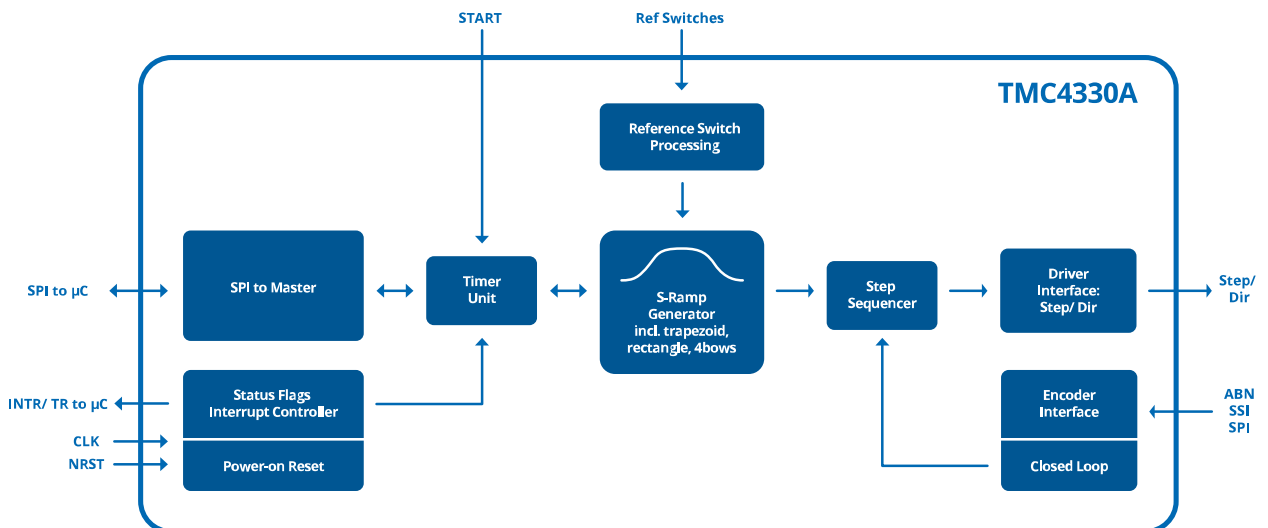 START
Ref Switches
TMC4330A
Reference Switch
Processing
SPI to µC
SPI to Master
Timer
Unit
S-Ramp
Generator
incl. trapezoid,
rectangle, 4bows
Step
Sequencer
Driver
Interface:
Step/ Dir
Step/
Dir
INTR/ TR to µC
CLK
NRST
Status Flags
Interrupt Controller
Power-on Reset
Encoder
Interface
Closed Loop
ABN
SSI
SPI